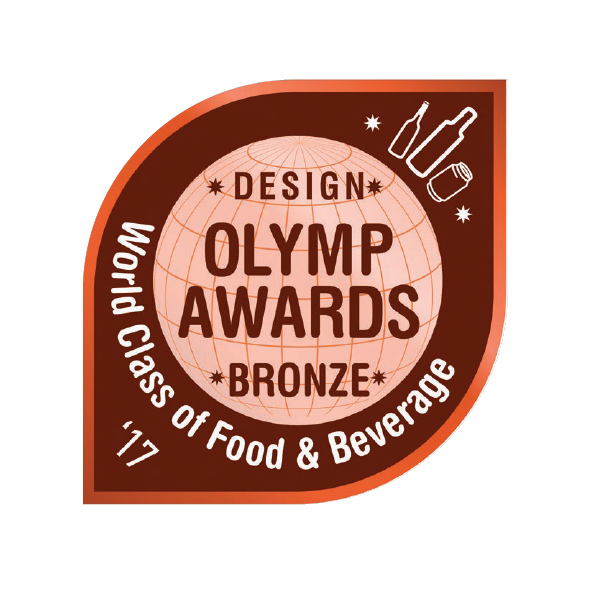 DESIGN
OLYMP
AWARDS
BRONZE
World Class of Food & Beverage
‘17